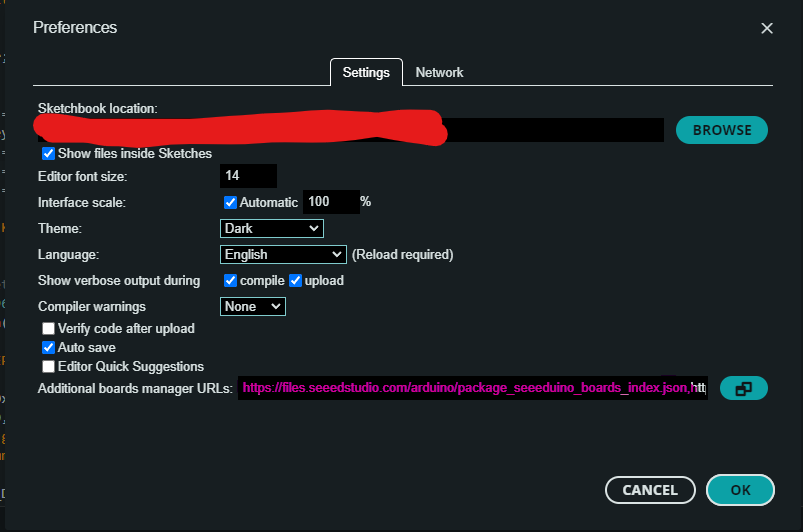 Preferences
Settings Network
Sketchbook location:
BROWSE
Show files inside Sketches
Editor font size: 14
Interface scale: Automatic 100 %
Theme: Dark
Language: English (Reload required)
Show verbose output during compile upload
Compiler warnings None
Verify code after upload
Auto save
Editor Quick Suggestions
Additional boards manager URLs: https://files.seeedstudio.com/arduino/package_seeeduino_boards_index.json,
CANCEL OK